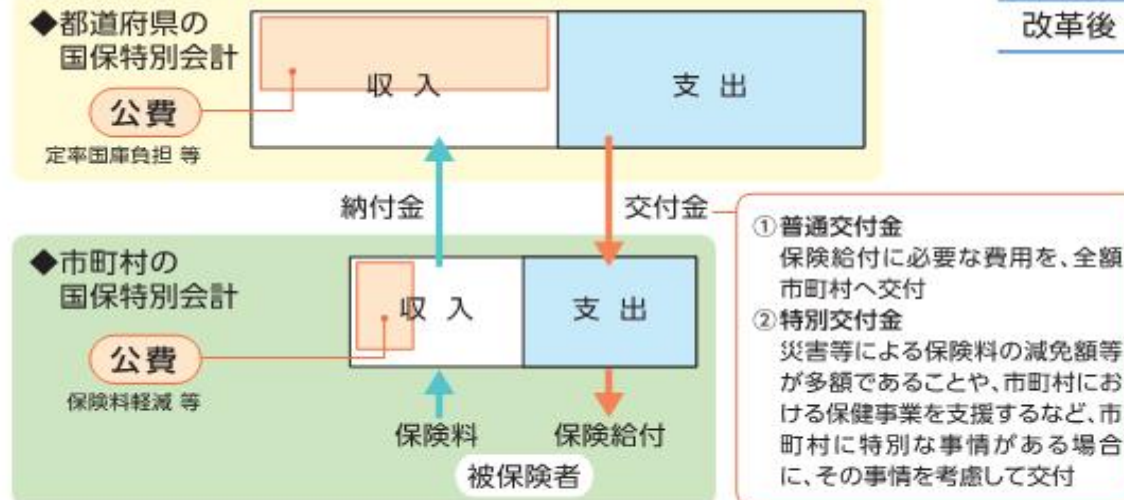 改革後
◆都道府県の
国保特別会計
公費
定率国庫負担 等
収 入
支 出
納付金
交付金
◆市町村の
国保特別会計
公費
保険料軽減 等
収 入
支 出
保険料
保険給付
被保険者
①普通交付金
保険給付に必要な費用を、全額
市町村へ交付
②特別交付金
災害等による保険料の減免額等
が多額であることや、市町村にお
ける保健事業を支援するなど、市
町村に特別な事情がある場合
に、その事情を考慮して交付